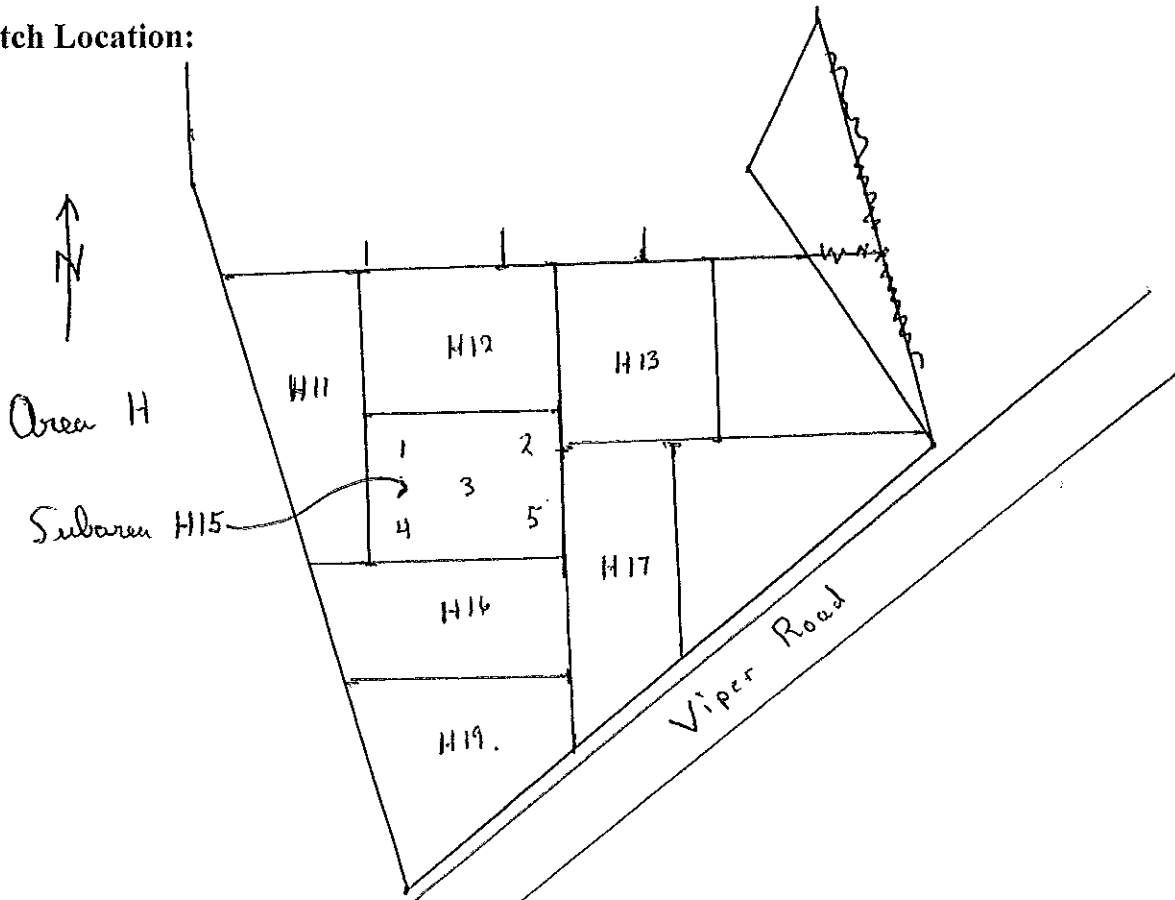 tch Location:
N
H12
H13
H11
Area H
1 2
3
Subarea H15
4 5
H17
H16
Viper Road
H19.